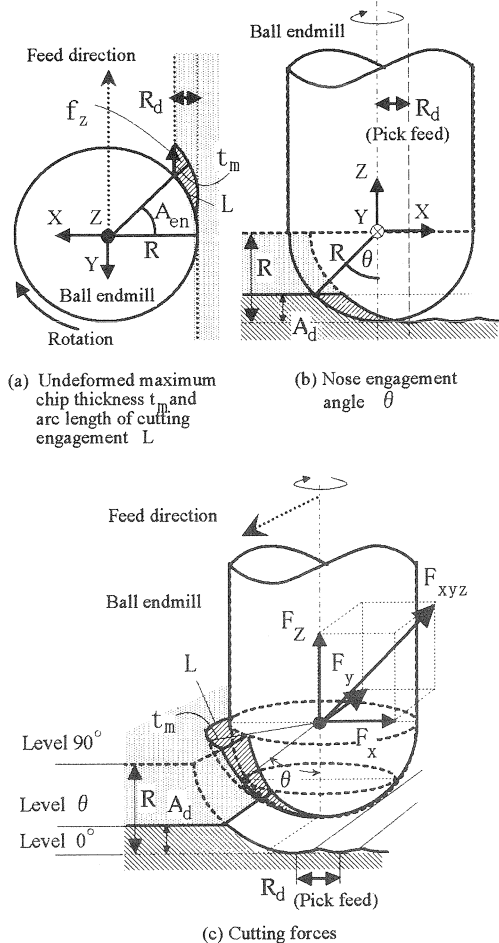 Feed direction
f_z
R_d
t_m
L
A_en
X
Z
Y
R
Ball endmill
Rotation
(a) Undeformed maximum
chip thickness t_m and
arc length of cutting
engagement L
Ball endmill
R_d
(Pick feed)
Z
Y
X
R
R
θ
A_d
(b) Nose engagement
angle θ
Feed direction
Ball endmill
F_xyz
F_Z
F_y
F_x
L
t_m
θ
Level 90°
R
A_d
Level θ
Level 0°
R_d (Pick feed)
(c) Cutting forces